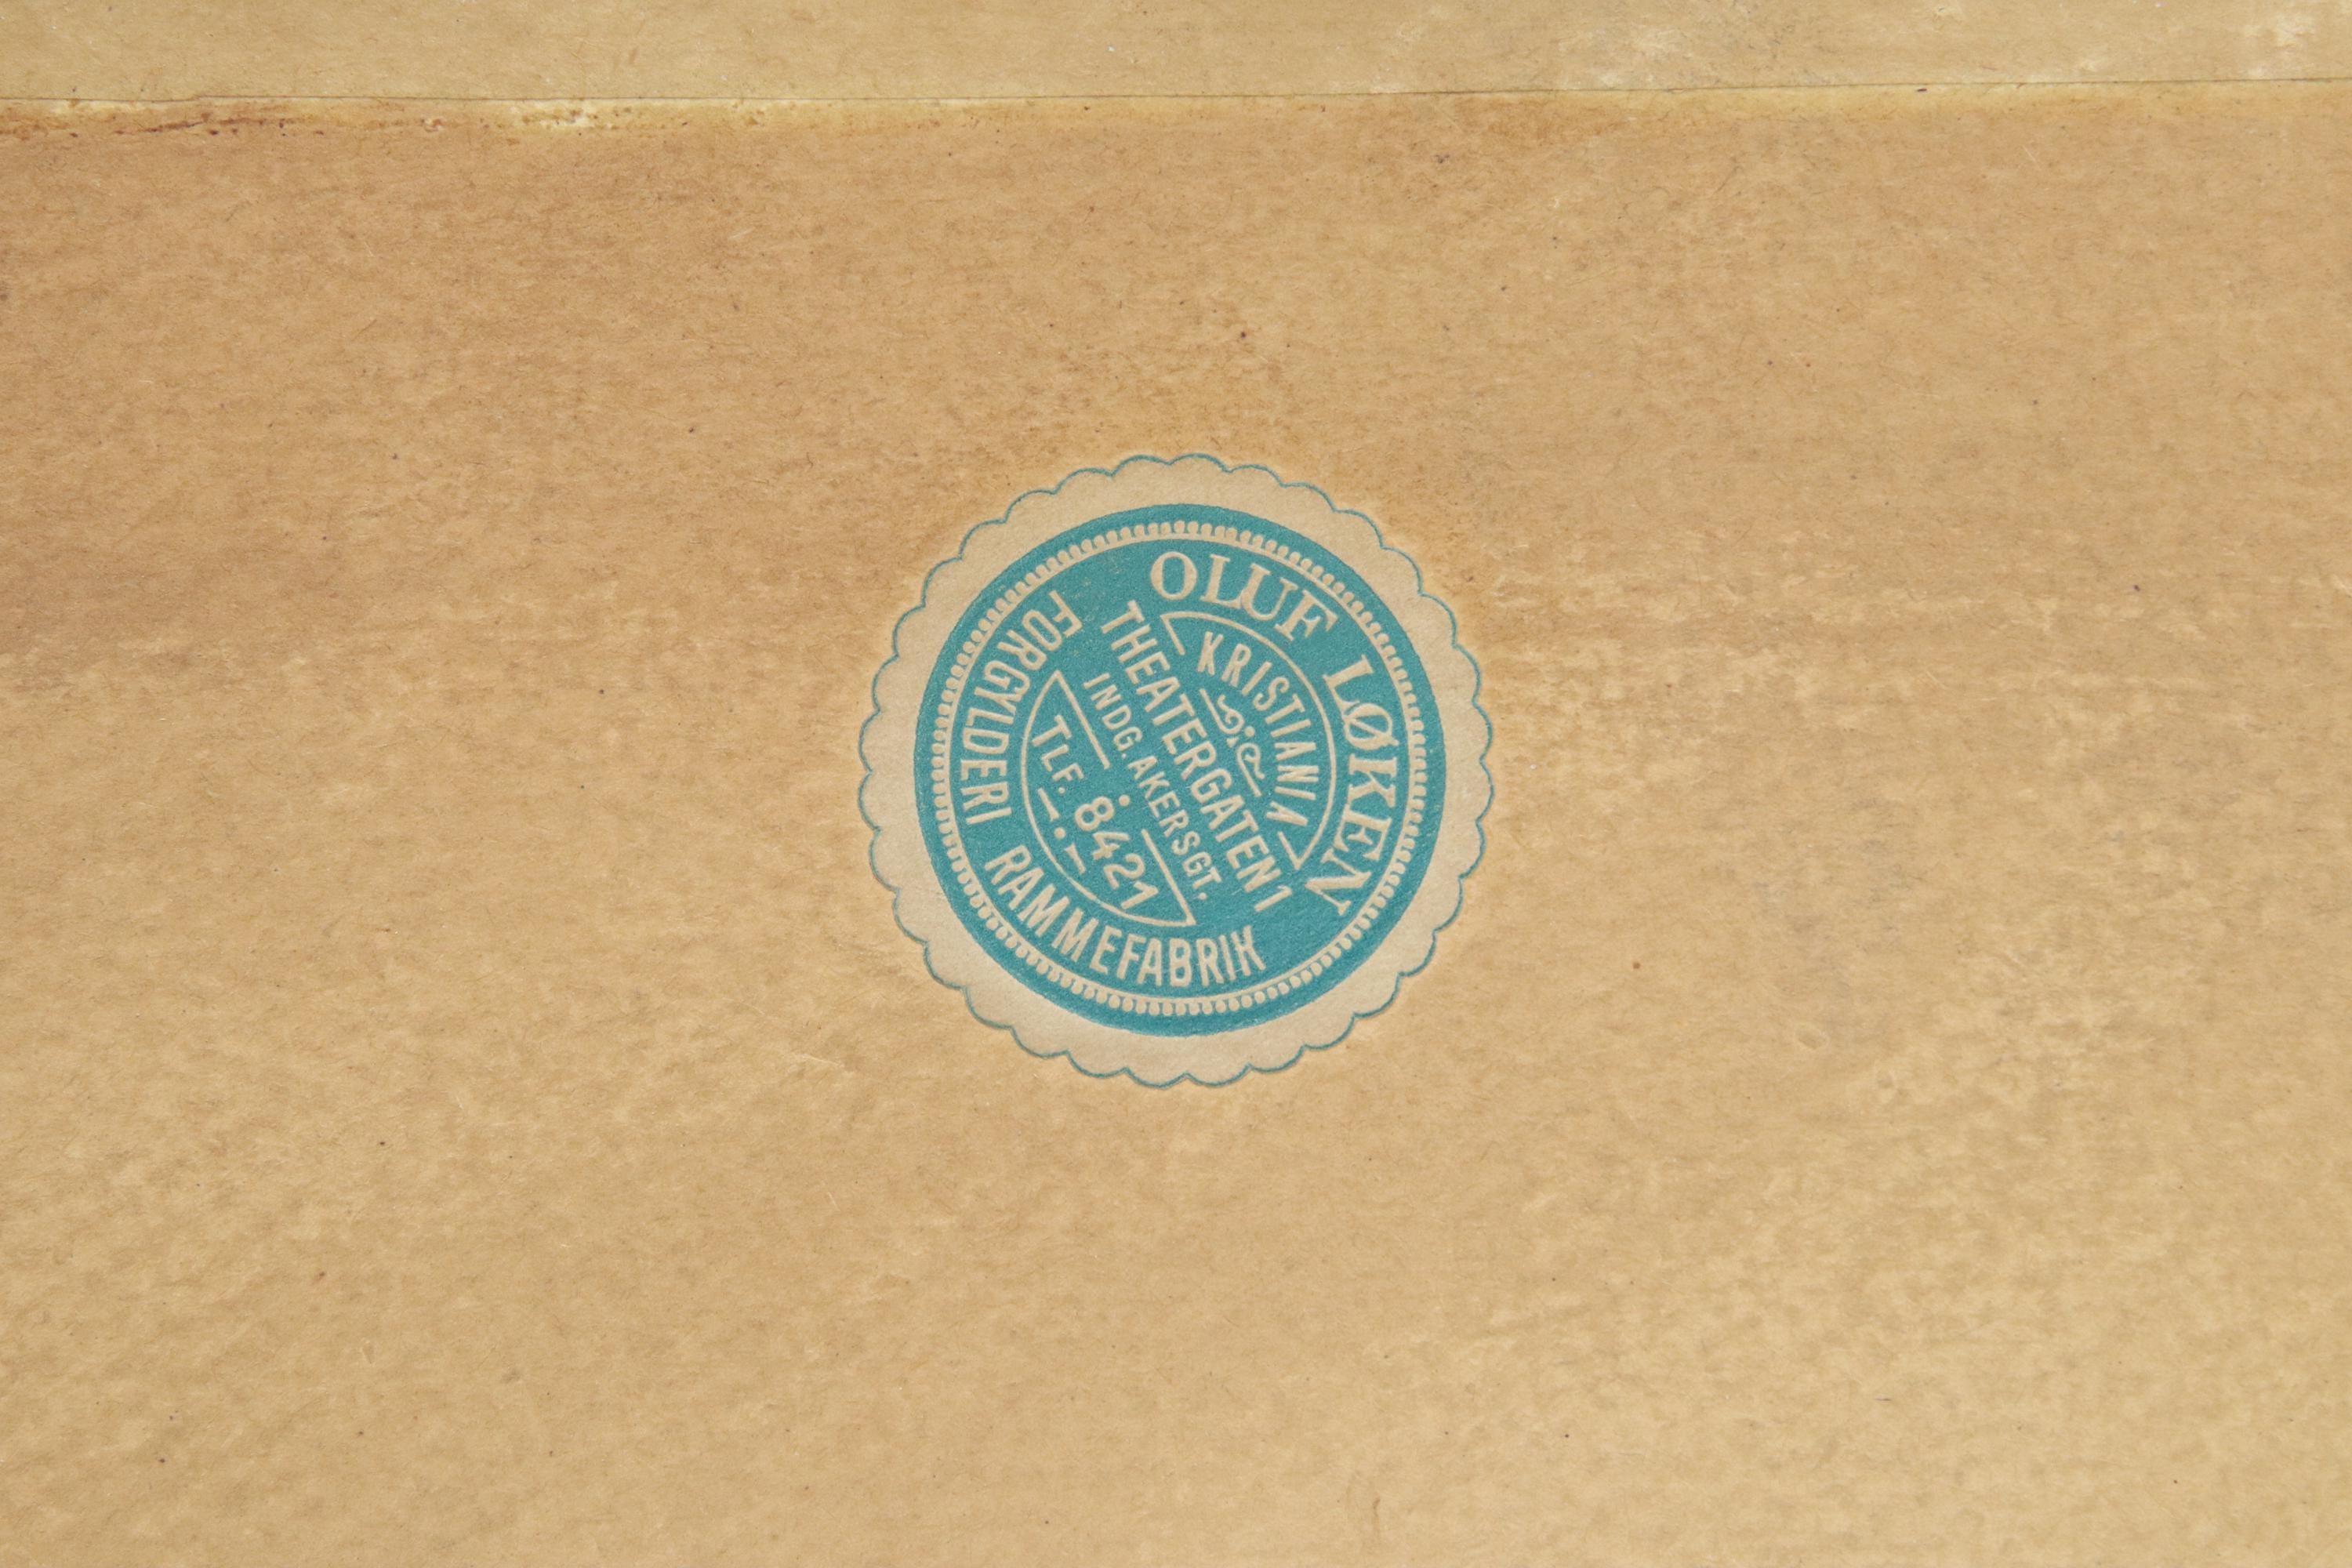 OLUF LØKEN
KRISTIANIA
THEATERGATEN 1
INDG. AKERSGT.
TLF. 8421
FORGYLDERI RAMMEFABRIK